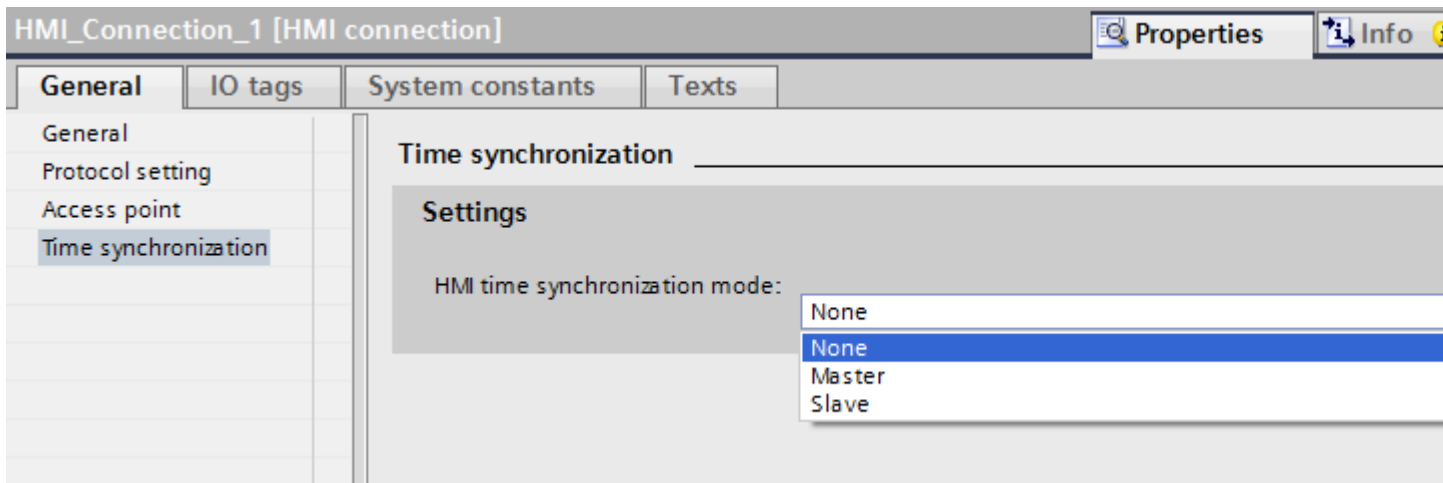 HMI_Connection_1 [HMI connection]
Properties
Info
General
IO tags
System constants
Texts
General
Protocol setting
Access point
Time synchronization
Time synchronization
Settings
HMI time synchronization mode:
None
None
Master
Slave